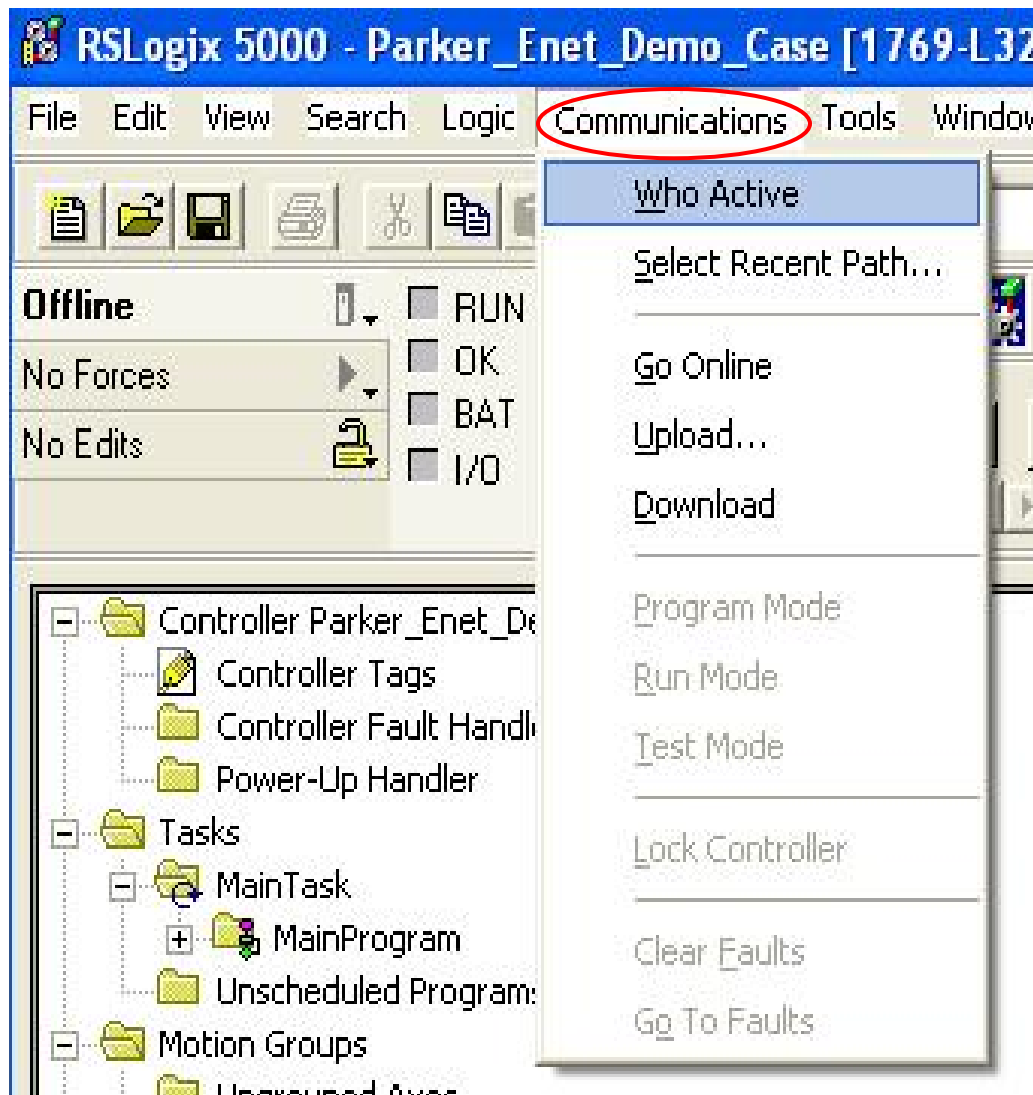 RSLogix 5000 - Parker_Enet_Demo_Case [1769-L32
File Edit View Search Logic Communications Tools Window
Who Active
Select Recent Path...
Go Online
Upload...
Download
Program Mode
Run Mode
Test Mode
Lock Controller
Clear Faults
Go To Faults
Offline
RUN
No Forces
OK
BAT
No Edits
I/O
Controller Parker_Enet_De
Controller Tags
Controller Fault Handl
Power-Up Handler
Tasks
MainTask
MainProgram
Unscheduled Programs
Motion Groups
Ungrouped Axes